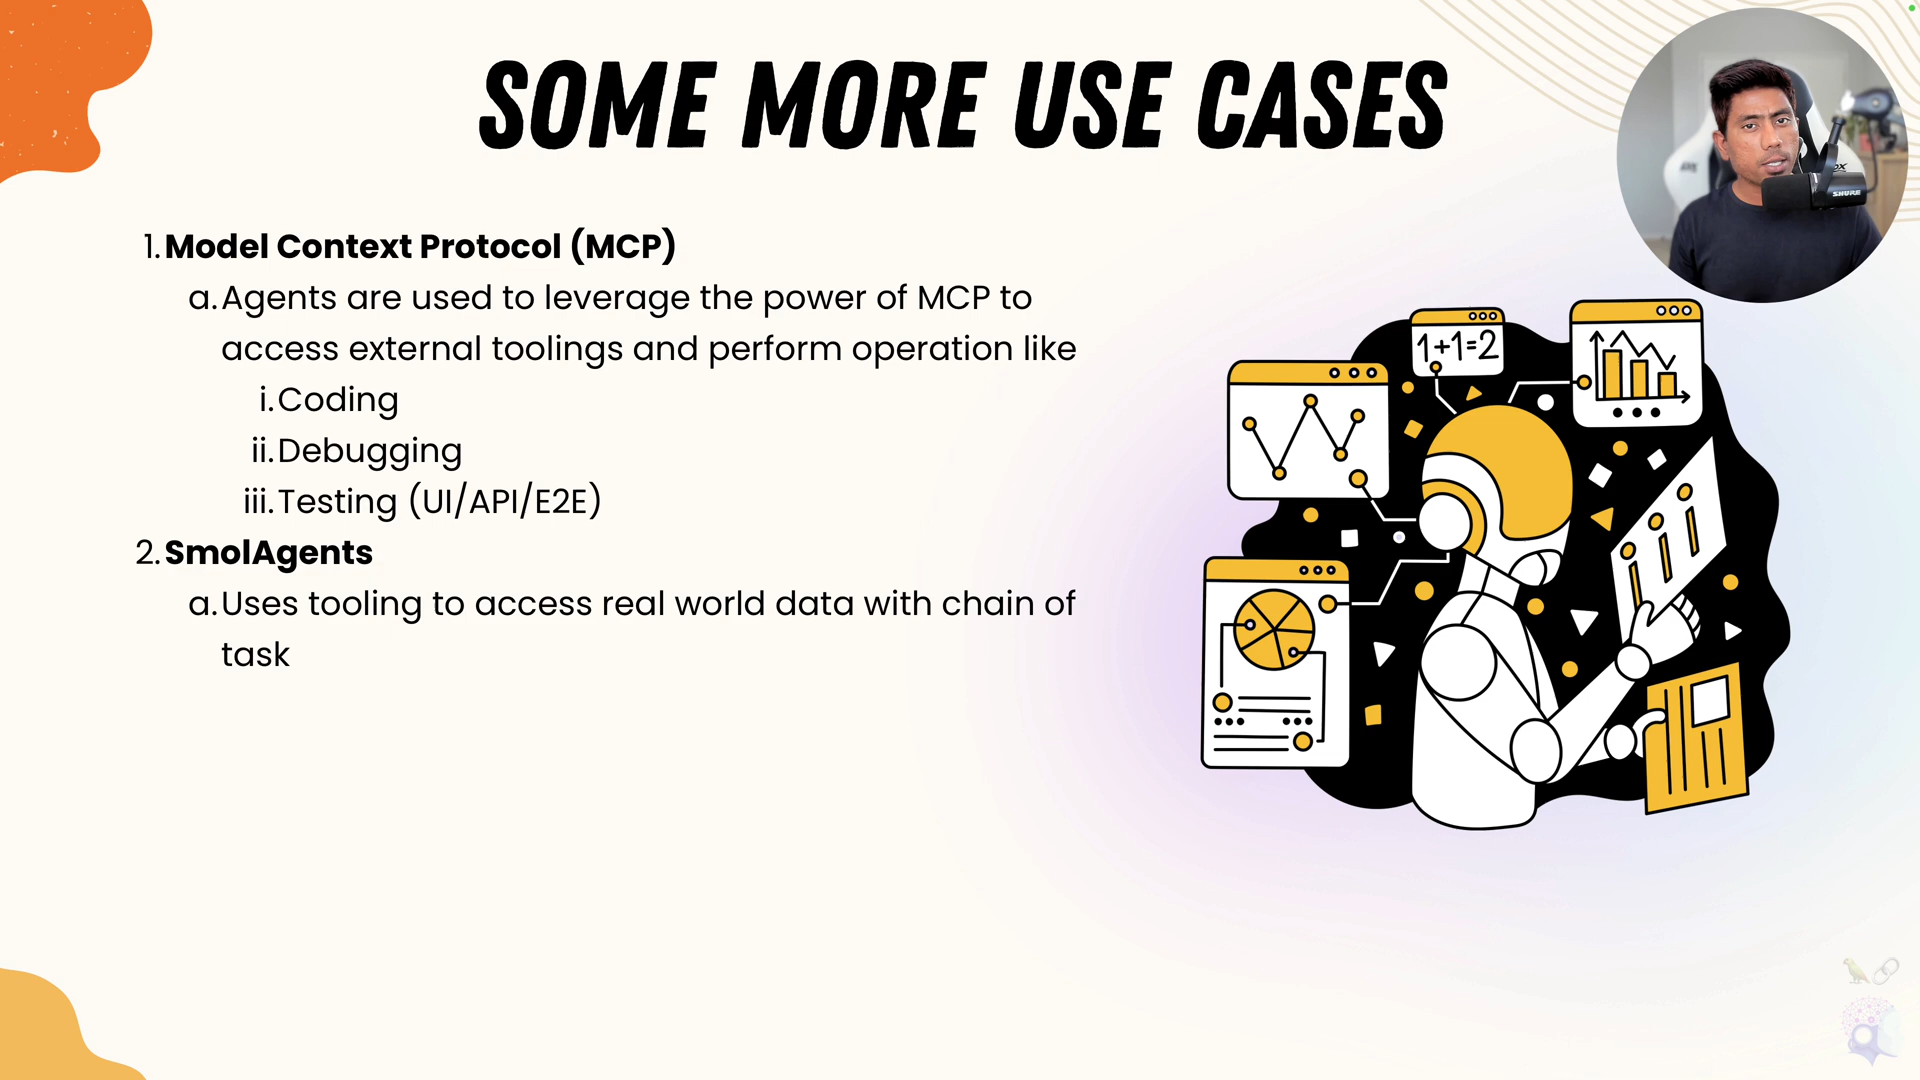 SOME MORE USE CASES
1. Model Context Protocol (MCP)
a. Agents are used to leverage the power of MCP to
access external toolings and perform operation like
i. Coding
ii. Debugging
iii. Testing (UI/API/E2E)
2. SmolAgents
a. Uses tooling to access real world data with chain of
task
1+1=2
SHURE